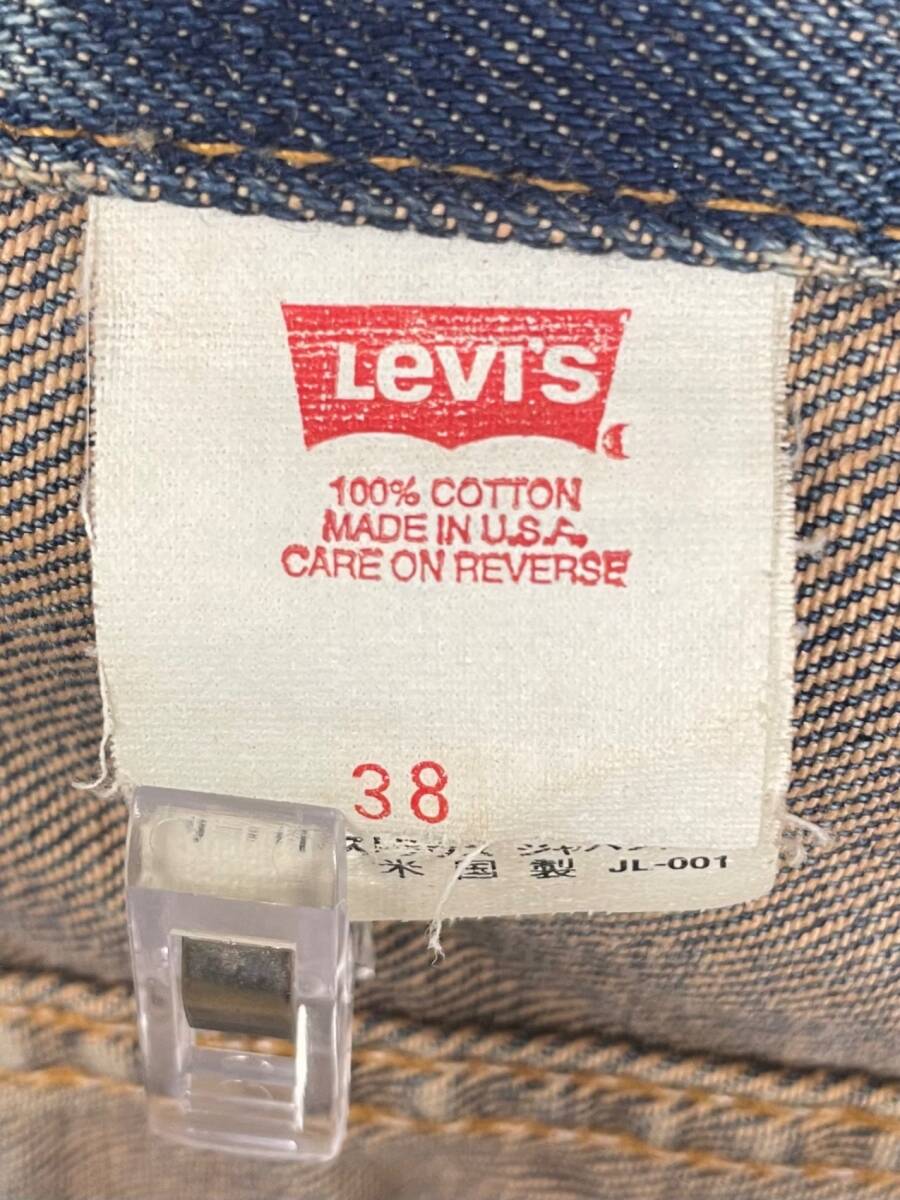 Levi's
100% COTTON
MADE IN U.S.A.
CARE ON REVERSE
38
米国製 JL-001